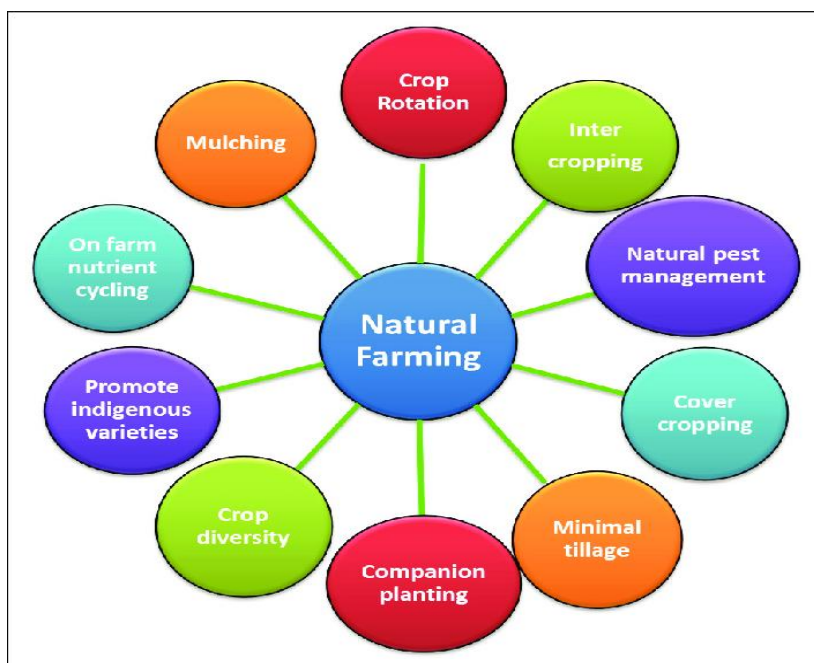 Crop
Rotation
Inter
cropping
Natural pest
management
Cover
cropping
Minimal
tillage
Companion
planting
Crop
diversity
Promote
indigenous
varieties
On farm
nutrient
cycling
Mulching
Natural
Farming